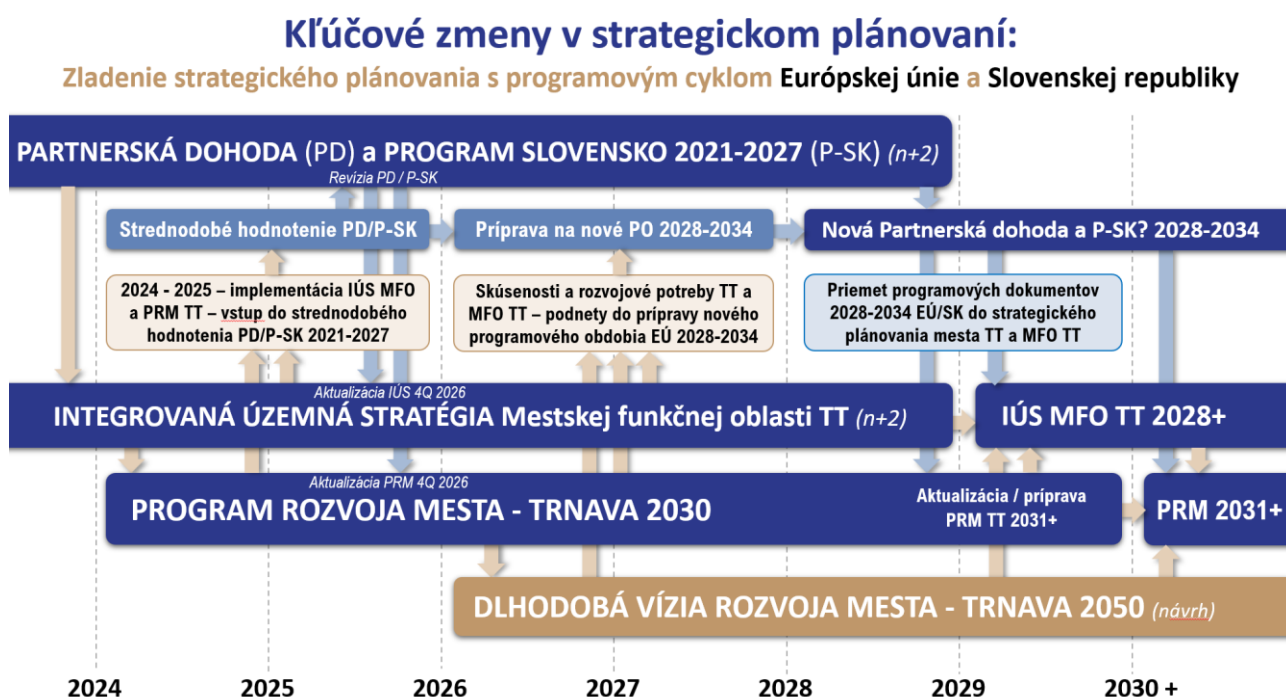 Kľúčové zmeny v strategickom plánovaní:
Zladenie strategického plánovania s programovým cyklom Európskej únie a Slovenskej republiky
PARTNERSKÁ DOHODA (PD) a PROGRAM SLOVENSKO 2021-2027 (P-SK) (n+2)
Revízia PD / P-SK
Strednodobé hodnotenie PD/P-SK
Príprava na nové PO 2028-2034
Nová Partnerská dohoda a P-SK? 2028-2034
2024 - 2025 – implementácia IÚS MFO
a PRM TT – vstup do strednodobého
hodnotenia PD/P-SK 2021-2027
Skúsenosti a rozvojové potreby TT a
MFO TT – podnety do prípravy nového
programového obdobia EÚ 2028-2034
Priemet programových dokumentov
2028-2034 EÚ/SK do strategického
plánovania mesta TT a MFO TT
Aktualizácia IÚS 4Q 2026
INTEGROVANÁ ÚZEMNÁ STRATÉGIA Mestskej funkčnej oblasti TT (n+2)
IÚS MFO TT 2028+
Aktualizácia PRM 4Q 2026
PROGRAM ROZVOJA MESTA - TRNAVA 2030
Aktualizácia / príprava
PRM TT 2031+
PRM 2031+
DLHODOBÁ VÍZIA ROZVOJA MESTA - TRNAVA 2050 (návrh)
2024 2025 2026 2027 2028 2029 2030 +